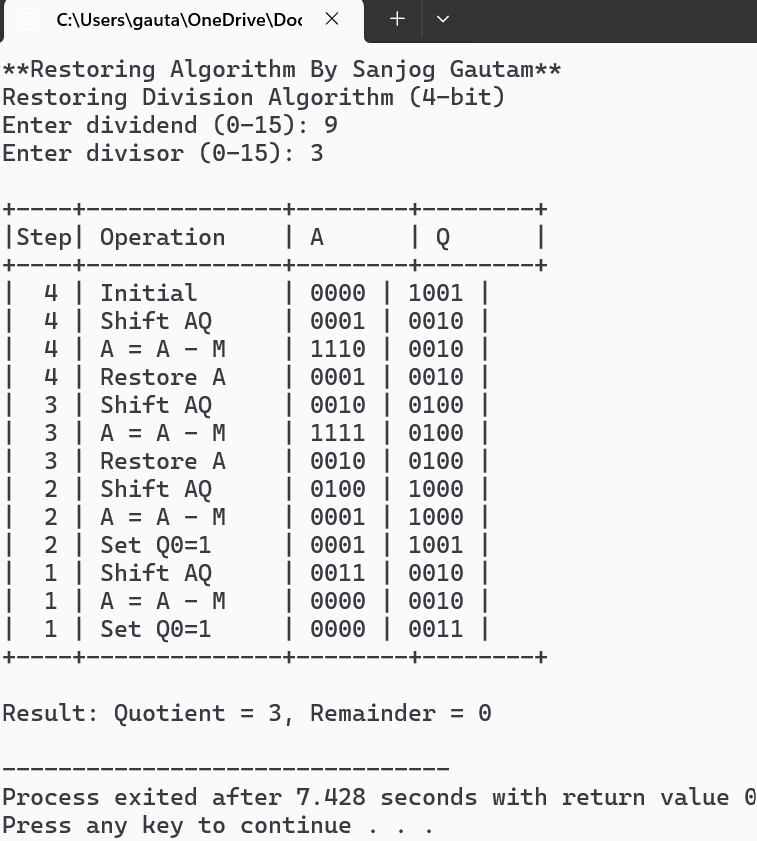 C:\Users\gauta\OneDrive\Doc
**Restoring Algorithm By Sanjog Gautam**
Restoring Division Algorithm (4-bit)
Enter dividend (0-15): 9
Enter divisor (0-15): 3
+----+--------------+--------+--------+
|Step| Operation    | A      | Q      |
+----+--------------+--------+--------+
|  4 | Initial      | 0000 | 1001 |
|  4 | Shift AQ     | 0001 | 0010 |
|  4 | A = A - M    | 1110 | 0010 |
|  4 | Restore A    | 0001 | 0010 |
|  3 | Shift AQ     | 0010 | 0100 |
|  3 | A = A - M    | 1111 | 0100 |
|  3 | Restore A    | 0010 | 0100 |
|  2 | Shift AQ     | 0100 | 1000 |
|  2 | A = A - M    | 0001 | 1000 |
|  2 | Set Q0=1     | 0001 | 1001 |
|  1 | Shift AQ     | 0011 | 0010 |
|  1 | A = A - M    | 0000 | 0010 |
|  1 | Set Q0=1     | 0000 | 0011 |
+----+--------------+--------+--------+
Result: Quotient = 3, Remainder = 0
--------------------------------
Process exited after 7.428 seconds with return value 0
Press any key to continue . . .